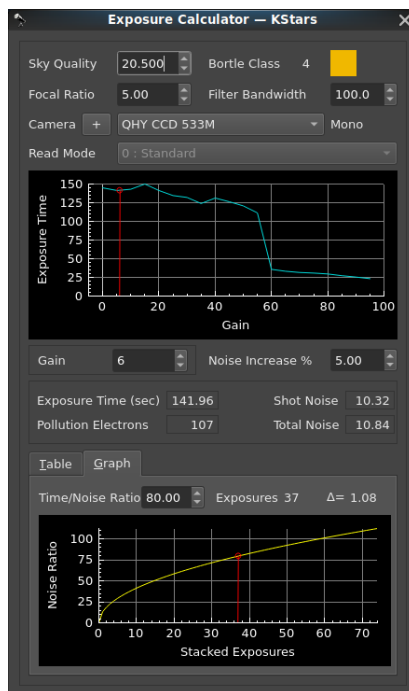 Exposure Calculator — KStars
Sky Quality 20.500 Bortle Class 4
Focal Ratio 5.00 Filter Bandwidth 100.0
Camera + QHY CCD 533M Mono
Read Mode 0 : Standard
Exposure Time
150
125
100
75
50
25
0
0 20 40 60 80 100
Gain
Gain 6 Noise Increase % 5.00
Exposure Time (sec) 141.96 Shot Noise 10.32
Pollution Electrons 107 Total Noise 10.84
Table Graph
Time/Noise Ratio 80.00 Exposures 37 Δ= 1.08
Noise Ratio
100
75
50
25
0
0 10 20 30 40 50 60 70
Stacked Exposures